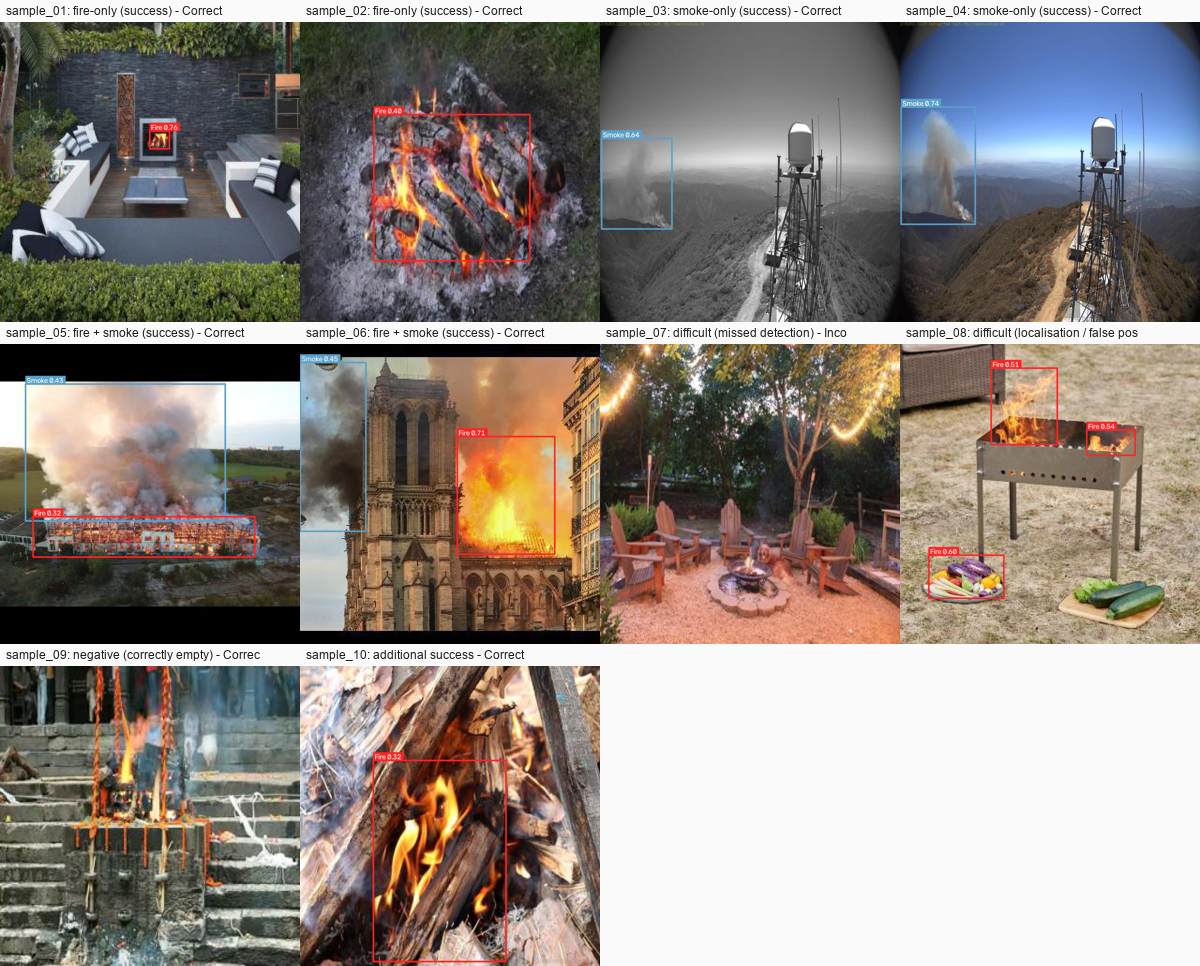 sample_01: fire-only (success) - Correct
sample_02: fire-only (success) - Correct
sample_03: smoke-only (success) - Correct
sample_04: smoke-only (success) - Correct
Fire 0.76
Fire 0.40
Smoke 0.64
Smoke 0.74
sample_05: fire + smoke (success) - Correct
sample_06: fire + smoke (success) - Correct
sample_07: difficult (missed detection) - Inco
sample_08: difficult (localisation / false pos
Smoke 0.43
Fire 0.32
Smoke 0.45
Fire 0.71
Fire 0.51
Fire 0.54
Fire 0.60
sample_09: negative (correctly empty) - Correc
sample_10: additional success - Correct
Fire 0.32